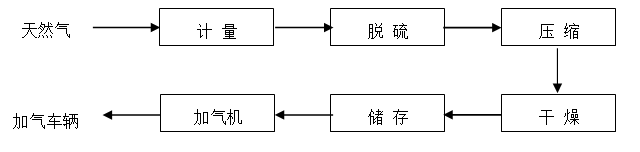 天然气
计 量
脱 硫
压 缩
干 燥
储 存
加气机
加气车辆